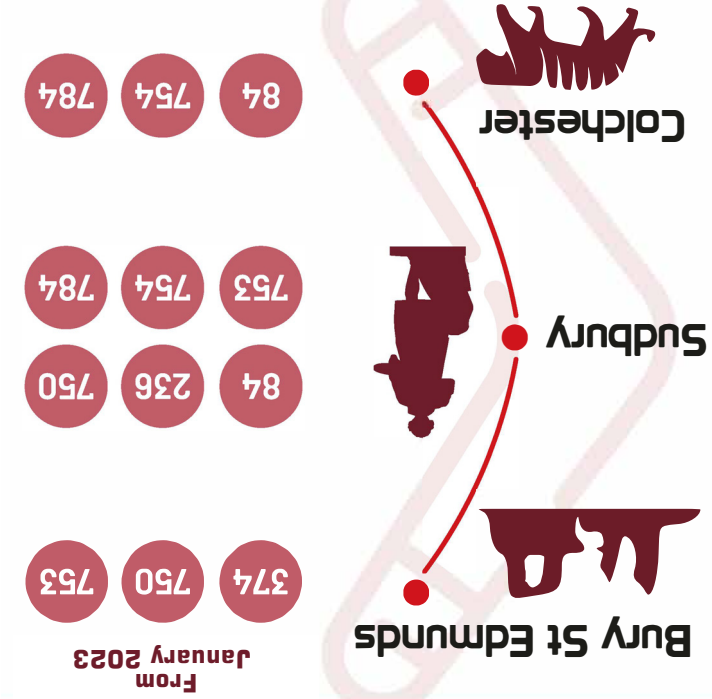 From
January 2023
Bury St Edmunds
374 750 753
Sudbury
84 236 750
753 754 784
Colchester
84 754 784